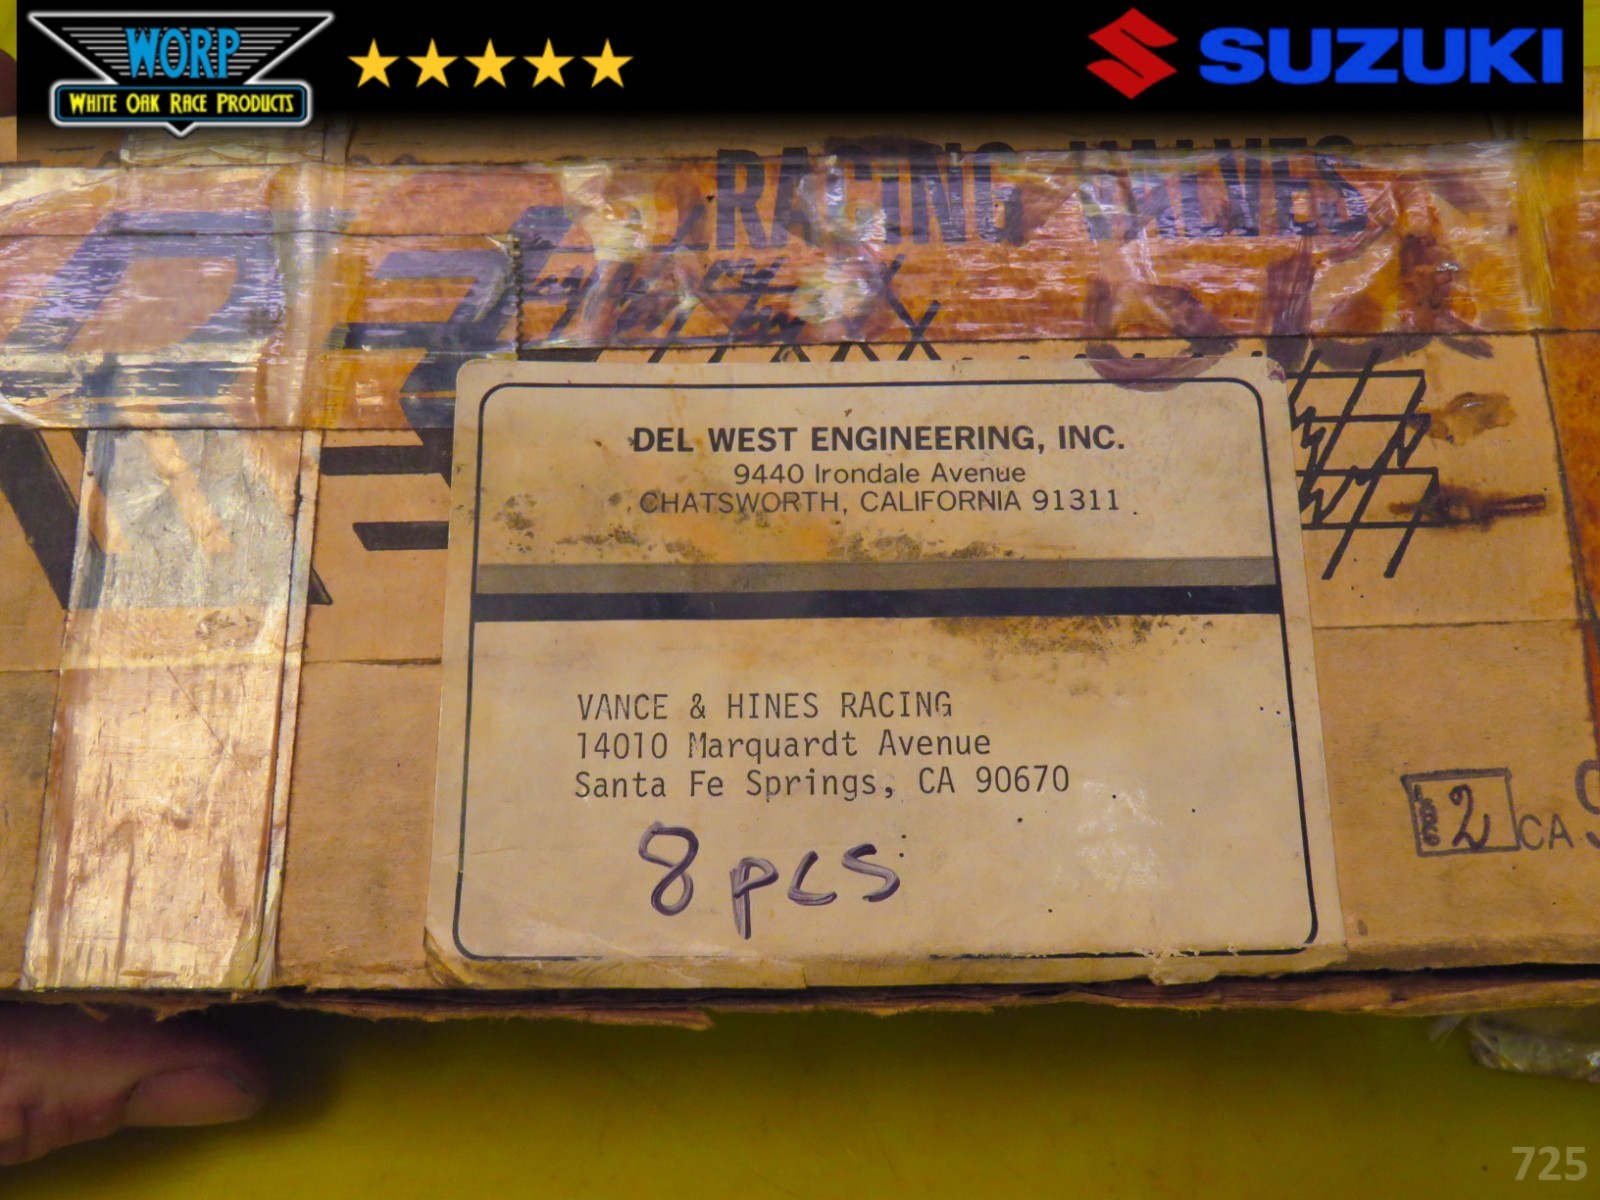 WORP
WHITE OAK RACE PRODUCTS
SUZUKI
RACING VALVES
DEL WEST ENGINEERING, INC.
9440 Irondale Avenue
CHATSWORTH, CALIFORNIA 91311
VANCE & HINES RACING
14010 Marquardt Avenue
Santa Fe Springs, CA 90670
8 pcs
2 CA
725